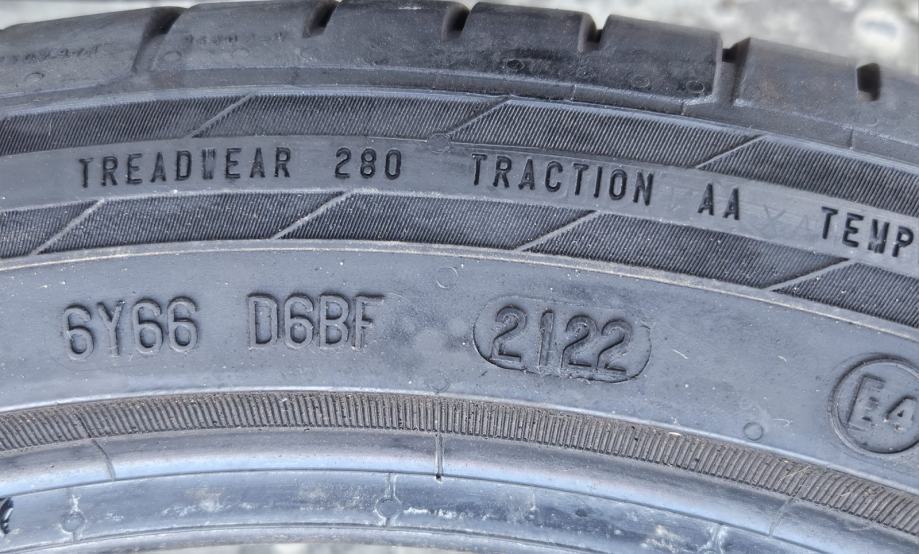 TREADWEAR 280 TRACTION AA TEMP
6Y66 D6BF 2122 E4